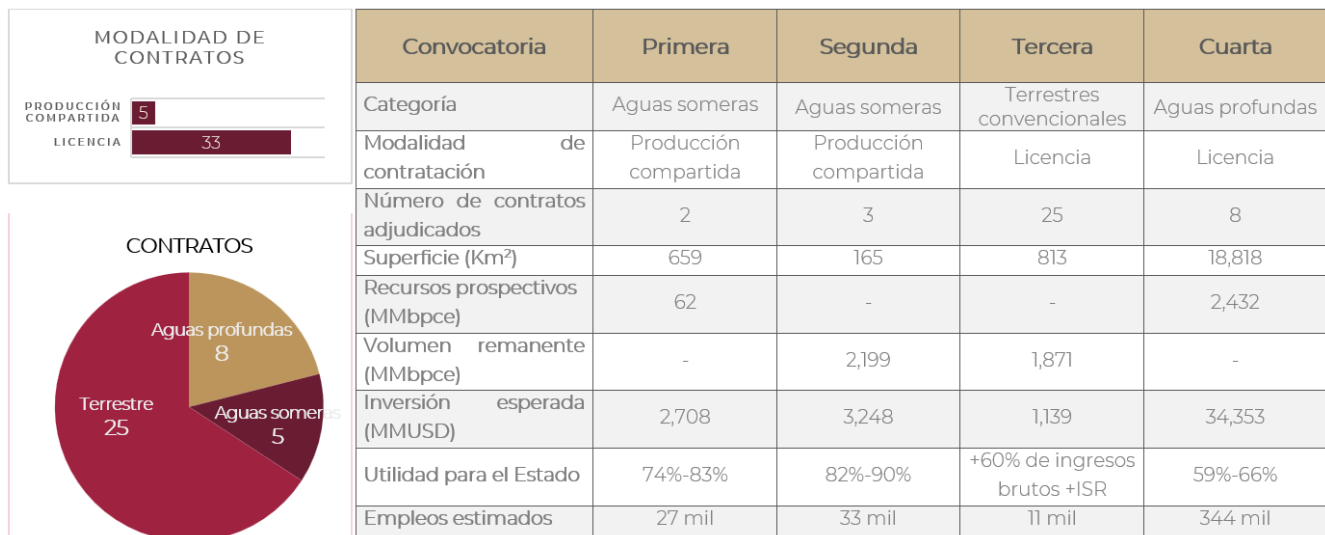 MODALIDAD DE
CONTRATOS
PRODUCCIÓN
COMPARTIDA
5
LICENCIA
33
CONTRATOS
Aguas profundas
8
Terrestre
25
Aguas someras
5
Convocatoria Primera Segunda Tercera Cuarta
Categoría Aguas someras Aguas someras Terrestres convencionales Aguas profundas
Modalidad de contratación Producción compartida Producción compartida Licencia Licencia
Número de contratos adjudicados 2 3 25 8
Superficie (Km²) 659 165 813 18,818
Recursos prospectivos (MMbpce) 62 - - 2,432
Volumen remanente (MMbpce) - 2,199 1,871 -
Inversión esperada (MMUSD) 2,708 3,248 1,139 34,353
Utilidad para el Estado 74%-83% 82%-90% +60% de ingresos brutos +ISR 59%-66%
Empleos estimados 27 mil 33 mil 11 mil 344 mil